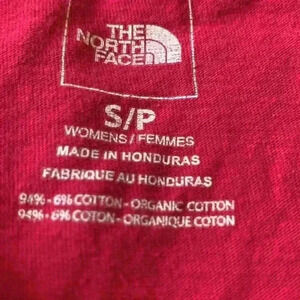 THE
NORTH
FACE
S/P
WOMENS / FEMMES
MADE IN HONDURAS
FABRIQUE AU HONDURAS
94% - 6% COTTON - ORGANIC COTTON
94% - 6% COTON - ORGANIQUE COTON